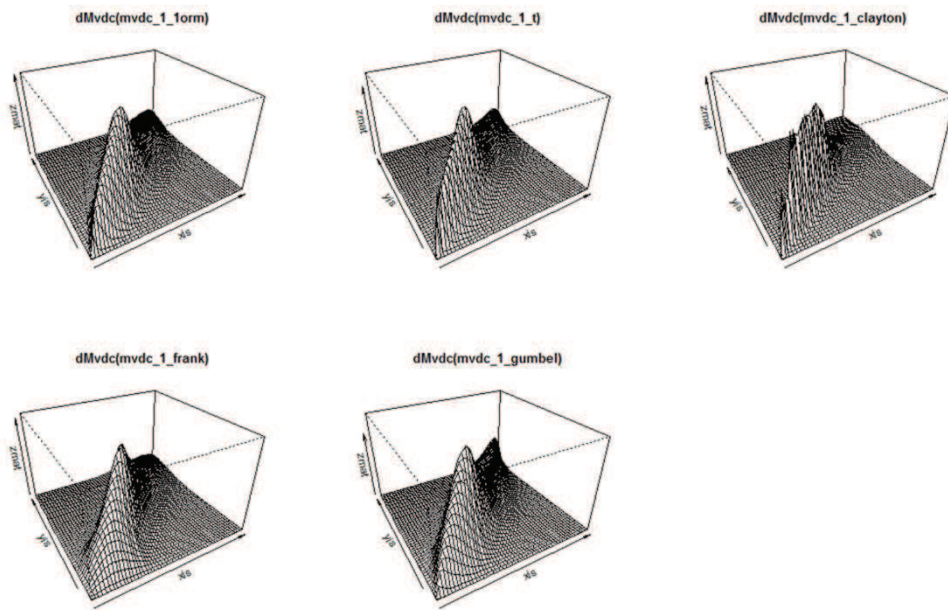 dMvdc(mvdc_1_1orm)
zmat
yis
xis
dMvdc(mvdc_1_t)
zmat
yis
xis
dMvdc(mvdc_1_clayton)
zmat
yis
xis
dMvdc(mvdc_1_frank)
zmat
yis
xis
dMvdc(mvdc_1_gumbel)
zmat
yis
xis